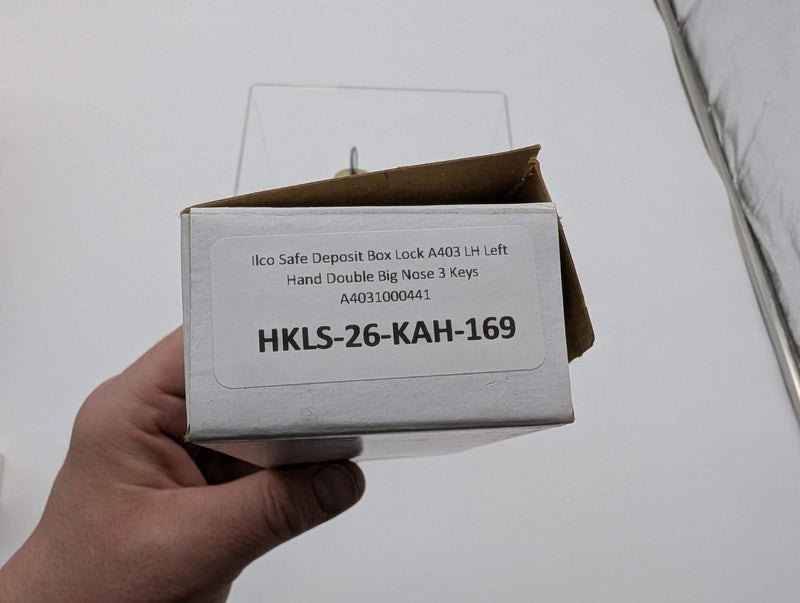 Ilco Safe Deposit Box Lock A403 LH Left
Hand Double Big Nose 3 Keys
A4031000441
HKLS-26-KAH-169